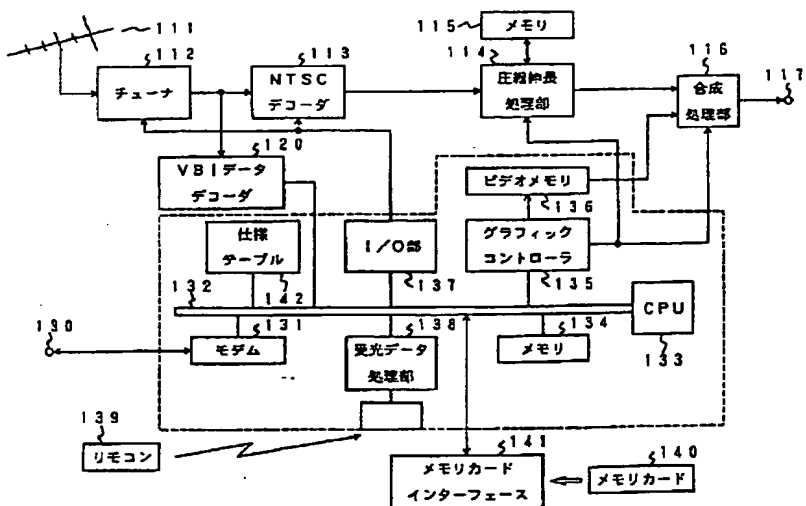 111
112
チューナ
113
NTSC
デコーダ
115
メモリ
114
圧縮伸長
処理部
116
合成
処理部
117
120
VBIデータ
デコーダ
ビデオメモリ
136
仕様
テーブル
142
I/O部
137
グラフィック
コントローラ
135
132
CPU
133
130
131
モデム
138
受光データ
処理部
134
メモリ
139
リモコン
141
メモリカード
インターフェース
140
メモリカード